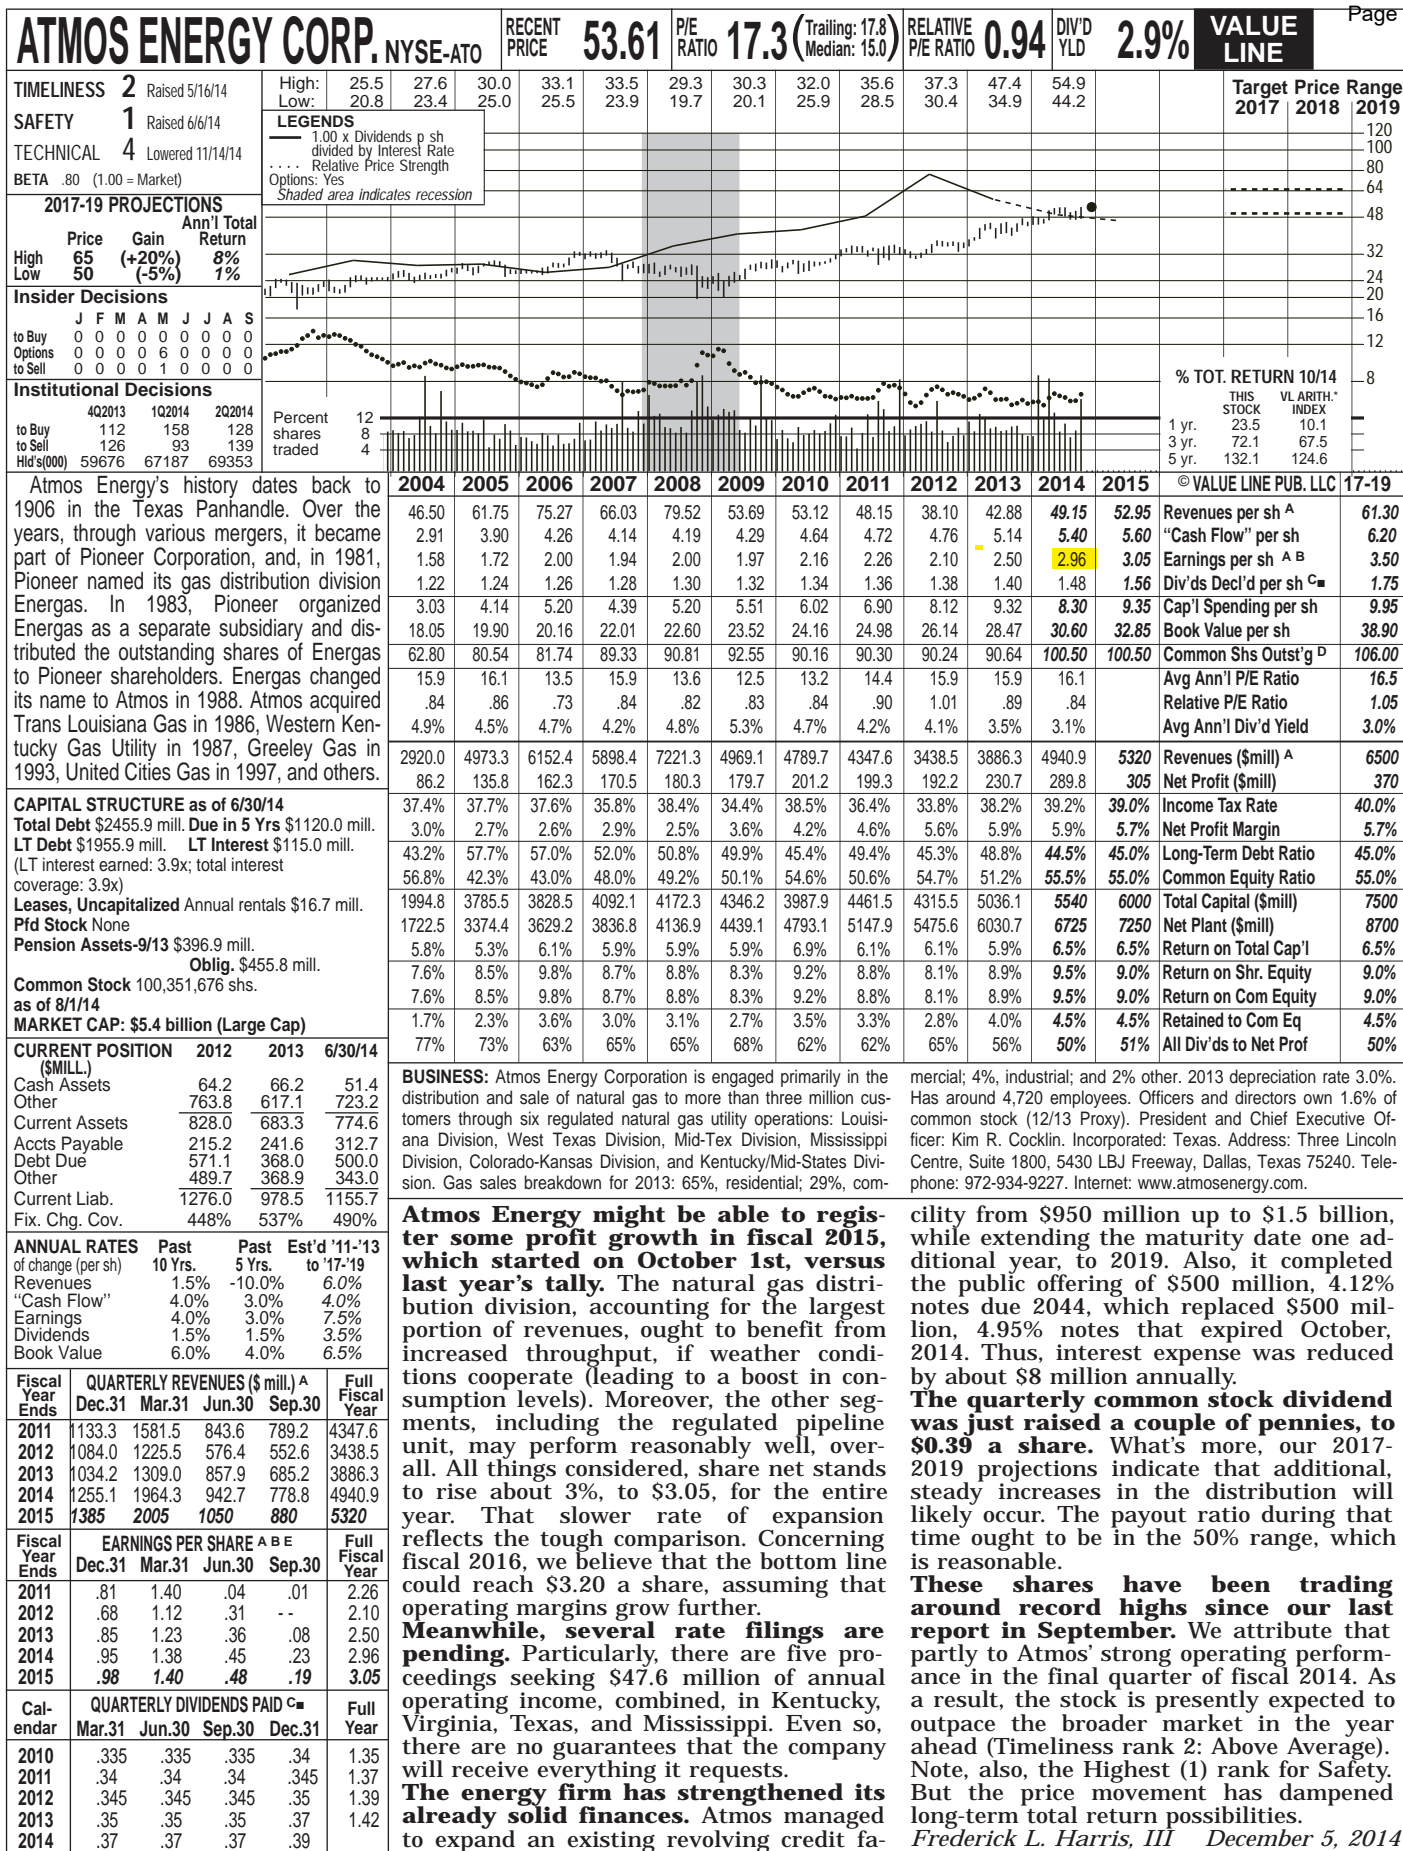 Page
ATMOS ENERGY CORP. NYSE-ATO
RECENT PRICE 53.61
P/E RATIO 17.3 (Trailing: 17.8 Median: 15.0)
RELATIVE P/E RATIO 0.94
DIV'D YLD 2.9%
VALUE LINE
TIMELINESS 2 Raised 5/16/14
SAFETY 1 Raised 6/6/14
TECHNICAL 4 Lowered 11/14/14
BETA .80 (1.00 = Market)
High: 25.5 27.6 30.0 33.1 33.5 29.3 30.3 32.0 35.6 37.3 47.4 54.9
Low: 20.8 23.4 25.0 25.5 23.9 19.7 20.1 25.9 28.5 30.4 34.9 44.2
Target Price Range
2017 2018 2019
LEGENDS
1.00 x Dividends p sh
divided by Interest Rate
. . . . Relative Price Strength
Options: Yes
Shaded area indicates recession
120
100
80
64
48
32
24
20
16
12
8
2017-19 PROJECTIONS
Ann'l Total
Price Gain Return
High 65 (+20%) 8%
Low 50 (-5%) 1%
Insider Decisions
J F M A M J J A S
to Buy 0 0 0 0 0 0 0 0 0
Options 0 0 0 0 6 0 0 0 0
to Sell 0 0 0 0 1 0 0 0 0
Institutional Decisions
4Q2013 1Q2014 2Q2014
to Buy 112 158 128
to Sell 126 93 139
Hld's(000) 59676 67187 69353
Percent 12
shares 8
traded 4
% TOT. RETURN 10/14
THIS VL ARITH.*
STOCK INDEX
1 yr. 23.5 10.1
3 yr. 72.1 67.5
5 yr. 132.1 124.6
Atmos Energy's history dates back to
1906 in the Texas Panhandle. Over the
years, through various mergers, it became
part of Pioneer Corporation, and, in 1981,
Pioneer named its gas distribution division
Energas. In 1983, Pioneer organized
Energas as a separate subsidiary and dis-
tributed the outstanding shares of Energas
to Pioneer shareholders. Energas changed
its name to Atmos in 1988. Atmos acquired
Trans Louisiana Gas in 1986, Western Ken-
tucky Gas Utility in 1987, Greeley Gas in
1993, United Cities Gas in 1997, and others.
2004 2005 2006 2007 2008 2009 2010 2011 2012 2013 2014 2015 © VALUE LINE PUB. LLC 17-19
46.50 61.75 75.27 66.03 79.52 53.69 53.12 48.15 38.10 42.88 49.15 52.95 Revenues per sh A 61.30
2.91 3.90 4.26 4.14 4.19 4.29 4.64 4.72 4.76 5.14 5.40 5.60 "Cash Flow" per sh 6.20
1.58 1.72 2.00 1.94 2.00 1.97 2.16 2.26 2.10 2.50 2.96 3.05 Earnings per sh A B 3.50
1.22 1.24 1.26 1.28 1.30 1.32 1.34 1.36 1.38 1.40 1.48 1.56 Div'ds Decl'd per sh C■ 1.75
3.03 4.14 5.20 4.39 5.20 5.51 6.02 6.90 8.12 9.32 8.30 9.35 Cap'l Spending per sh 9.95
18.05 19.90 20.16 22.01 22.60 23.52 24.16 24.98 26.14 28.47 30.60 32.85 Book Value per sh 38.90
62.80 80.54 81.74 89.33 90.81 92.55 90.16 90.30 90.24 90.64 100.50 100.50 Common Shs Outst'g D 106.00
15.9 16.1 13.5 15.9 13.6 12.5 13.2 14.4 15.9 15.9 16.1 Avg Ann'l P/E Ratio 16.5
.84 .86 .73 .84 .82 .83 .84 .90 1.01 .89 .84 Relative P/E Ratio 1.05
4.9% 4.5% 4.7% 4.2% 4.8% 5.3% 4.7% 4.2% 4.1% 3.5% 3.1% Avg Ann'l Div'd Yield 3.0%
2920.0 4973.3 6152.4 5898.4 7221.3 4969.1 4789.7 4347.6 3438.5 3886.3 4940.9 5320 Revenues ($mill) A 6500
86.2 135.8 162.3 170.5 180.3 179.7 201.2 199.3 192.2 230.7 289.8 305 Net Profit ($mill) 370
37.4% 37.7% 37.6% 35.8% 38.4% 34.4% 38.5% 36.4% 33.8% 38.2% 39.2% 39.0% Income Tax Rate 40.0%
3.0% 2.7% 2.6% 2.9% 2.5% 3.6% 4.2% 4.6% 5.6% 5.9% 5.9% 5.7% Net Profit Margin 5.7%
43.2% 57.7% 57.0% 52.0% 50.8% 49.9% 45.4% 49.4% 45.3% 48.8% 44.5% 45.0% Long-Term Debt Ratio 45.0%
56.8% 42.3% 43.0% 48.0% 49.2% 50.1% 54.6% 50.6% 54.7% 51.2% 55.5% 55.0% Common Equity Ratio 55.0%
1994.8 3785.5 3828.5 4092.1 4172.3 4346.2 3987.9 4461.5 4315.5 5036.1 5540 6000 Total Capital ($mill) 7500
1722.5 3374.4 3629.2 3836.8 4136.9 4439.1 4793.1 5147.9 5475.6 6030.7 6725 7250 Net Plant ($mill) 8700
5.8% 5.3% 6.1% 5.9% 5.9% 5.9% 6.9% 6.1% 6.1% 5.9% 6.5% 6.5% Return on Total Cap'l 6.5%
7.6% 8.5% 9.8% 8.7% 8.8% 8.3% 9.2% 8.8% 8.1% 8.9% 9.5% 9.0% Return on Shr. Equity 9.0%
7.6% 8.5% 9.8% 8.7% 8.8% 8.3% 9.2% 8.8% 8.1% 8.9% 9.5% 9.0% Return on Com Equity 9.0%
1.7% 2.3% 3.6% 3.0% 3.1% 2.7% 3.5% 3.3% 2.8% 4.0% 4.5% 4.5% Retained to Com Eq 4.5%
77% 73% 63% 65% 65% 68% 62% 62% 65% 56% 50% 51% All Div'ds to Net Prof 50%
CAPITAL STRUCTURE as of 6/30/14
Total Debt $2455.9 mill. Due in 5 Yrs $1120.0 mill.
LT Debt $1955.9 mill. LT Interest $115.0 mill.
(LT interest earned: 3.9x; total interest
coverage: 3.9x)
Leases, Uncapitalized Annual rentals $16.7 mill.
Pfd Stock None
Pension Assets-9/13 $396.9 mill.
Oblig. $455.8 mill.
Common Stock 100,351,676 shs.
as of 8/1/14
MARKET CAP: $5.4 billion (Large Cap)
CURRENT POSITION 2012 2013 6/30/14
($MILL.)
Cash Assets 64.2 66.2 51.4
Other 763.8 617.1 723.2
Current Assets 828.0 683.3 774.6
Accts Payable 215.2 241.6 312.7
Debt Due 571.1 368.0 500.0
Other 489.7 368.9 343.0
Current Liab. 1276.0 978.5 1155.7
Fix. Chg. Cov. 448% 537% 490%
ANNUAL RATES Past Past Est'd '11-'13
of change (per sh) 10 Yrs. 5 Yrs. to '17-'19
Revenues 1.5% -10.0% 6.0%
"Cash Flow" 4.0% 3.0% 4.0%
Earnings 4.0% 3.0% 7.5%
Dividends 1.5% 1.5% 3.5%
Book Value 6.0% 4.0% 6.5%
Fiscal Year Ends QUARTERLY REVENUES ($ mill.) A Full Fiscal Year
Dec.31 Mar.31 Jun.30 Sep.30
2011 1133.3 1581.5 843.6 789.2 4347.6
2012 1084.0 1225.5 576.4 552.6 3438.5
2013 1034.2 1309.0 857.9 685.2 3886.3
2014 1255.1 1964.3 942.7 778.8 4940.9
2015 1385 2005 1050 880 5320
Fiscal Year Ends EARNINGS PER SHARE A B E Full Fiscal Year
Dec.31 Mar.31 Jun.30 Sep.30
2011 .81 1.40 .04 .01 2.26
2012 .68 1.12 .31 - - 2.10
2013 .85 1.23 .36 .08 2.50
2014 .95 1.38 .45 .23 2.96
2015 .98 1.40 .48 .19 3.05
Cal- endar QUARTERLY DIVIDENDS PAID C■ Full Year
Mar.31 Jun.30 Sep.30 Dec.31
2010 .335 .335 .335 .34 1.35
2011 .34 .34 .34 .345 1.37
2012 .345 .345 .345 .35 1.39
2013 .35 .35 .35 .37 1.42
2014 .37 .37 .37 .39
BUSINESS: Atmos Energy Corporation is engaged primarily in the
distribution and sale of natural gas to more than three million cus-
tomers through six regulated natural gas utility operations: Louisi-
ana Division, West Texas Division, Mid-Tex Division, Mississippi
Division, Colorado-Kansas Division, and Kentucky/Mid-States Divi-
sion. Gas sales breakdown for 2013: 65%, residential; 29%, com-
mercial; 4%, industrial; and 2% other. 2013 depreciation rate 3.0%.
Has around 4,720 employees. Officers and directors own 1.6% of
common stock (12/13 Proxy). President and Chief Executive Of-
ficer: Kim R. Cocklin. Incorporated: Texas. Address: Three Lincoln
Centre, Suite 1800, 5430 LBJ Freeway, Dallas, Texas 75240. Tele-
phone: 972-934-9227. Internet: www.atmosenergy.com.
Atmos Energy might be able to regis-
ter some profit growth in fiscal 2015,
which started on October 1st, versus
last year's tally. The natural gas distri-
bution division, accounting for the largest
portion of revenues, ought to benefit from
increased throughput, if weather condi-
tions cooperate (leading to a boost in con-
sumption levels). Moreover, the other seg-
ments, including the regulated pipeline
unit, may perform reasonably well, over-
all. All things considered, share net stands
to rise about 3%, to $3.05, for the entire
year. That slower rate of expansion
reflects the tough comparison. Concerning
fiscal 2016, we believe that the bottom line
could reach $3.20 a share, assuming that
operating margins grow further.
Meanwhile, several rate filings are
pending. Particularly, there are five pro-
ceedings seeking $47.6 million of annual
operating income, combined, in Kentucky,
Virginia, Texas, and Mississippi. Even so,
there are no guarantees that the company
will receive everything it requests.
The energy firm has strengthened its
already solid finances. Atmos managed
to expand an existing revolving credit fa-
cility from $950 million up to $1.5 billion,
while extending the maturity date one ad-
ditional year, to 2019. Also, it completed
the public offering of $500 million, 4.12%
notes due 2044, which replaced $500 mil-
lion, 4.95% notes that expired October,
2014. Thus, interest expense was reduced
by about $8 million annually.
The quarterly common stock dividend
was just raised a couple of pennies, to
$0.39 a share. What's more, our 2017-
2019 projections indicate that additional,
steady increases in the distribution will
likely occur. The payout ratio during that
time ought to be in the 50% range, which
is reasonable.
These shares have been trading
around record highs since our last
report in September. We attribute that
partly to Atmos' strong operating perform-
ance in the final quarter of fiscal 2014. As
a result, the stock is presently expected to
outpace the broader market in the year
ahead (Timeliness rank 2: Above Average).
Note, also, the Highest (1) rank for Safety.
But the price movement has dampened
long-term total return possibilities.
Frederick L. Harris, III December 5, 2014